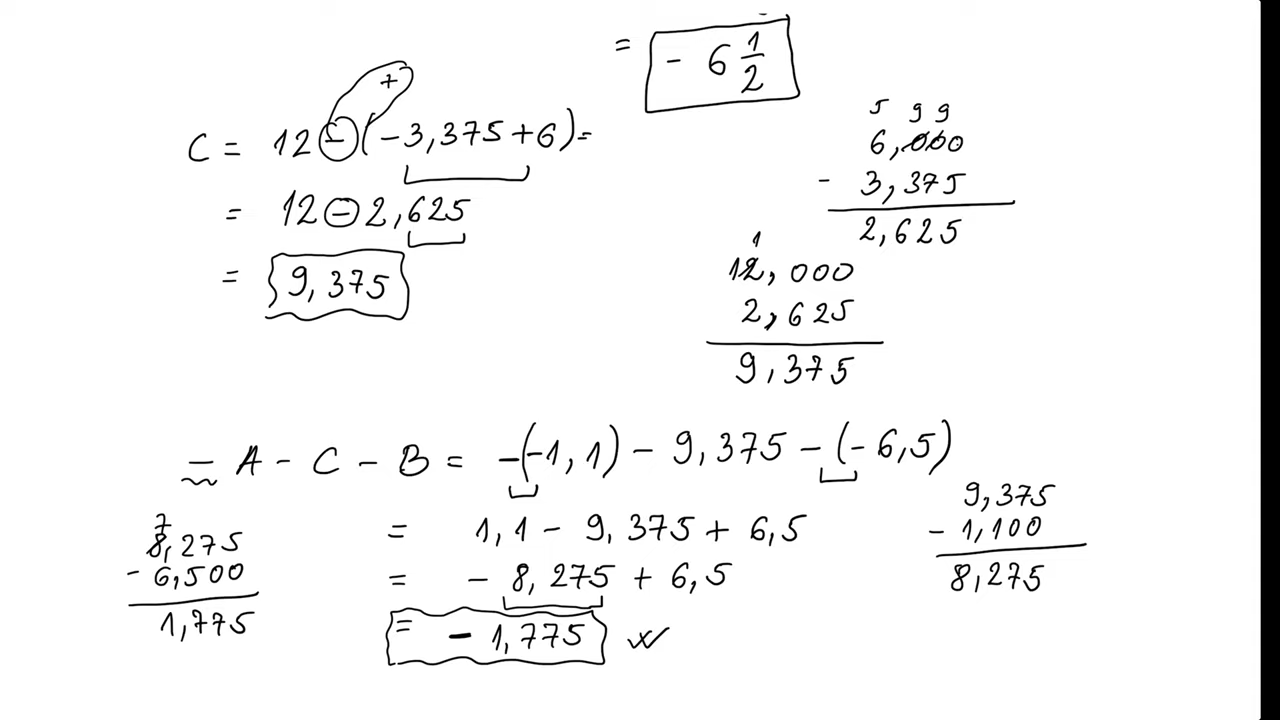 = - 6 1/2
+
C = 12 - (-3,375 + 6) =
= 12 - 2,625
= 9,375
5 9 9
6,000
- 3,375
2,625
1
12,000
2,625
9,375
- A - C - B = -(-1,1) - 9,375 - (-6,5)
= 1,1 - 9,375 + 6,5
= - 8,275 + 6,5
= - 1,775
7
8,275
- 6,500
1,775
9,375
- 1,100
8,275